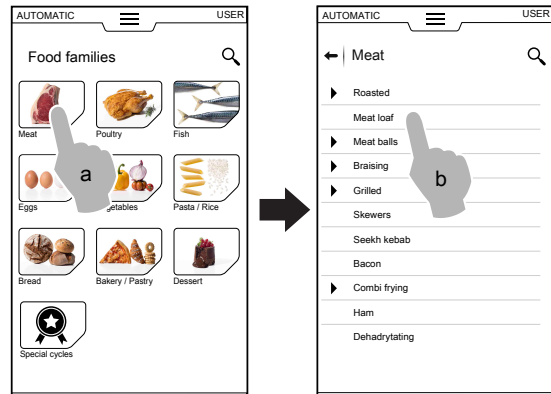 AUTOMATIC USER
Food families
Meat Poultry Fish
a
Eggs getables Pasta / Rice
Bread Bakery / Pastry Dessert
Special cycles
AUTOMATIC USER
Meat
Roasted
Meat loaf
Meat balls
Braising
b
Grilled
Skewers
Seekh kebab
Bacon
Combi frying
Ham
Dehadrytating